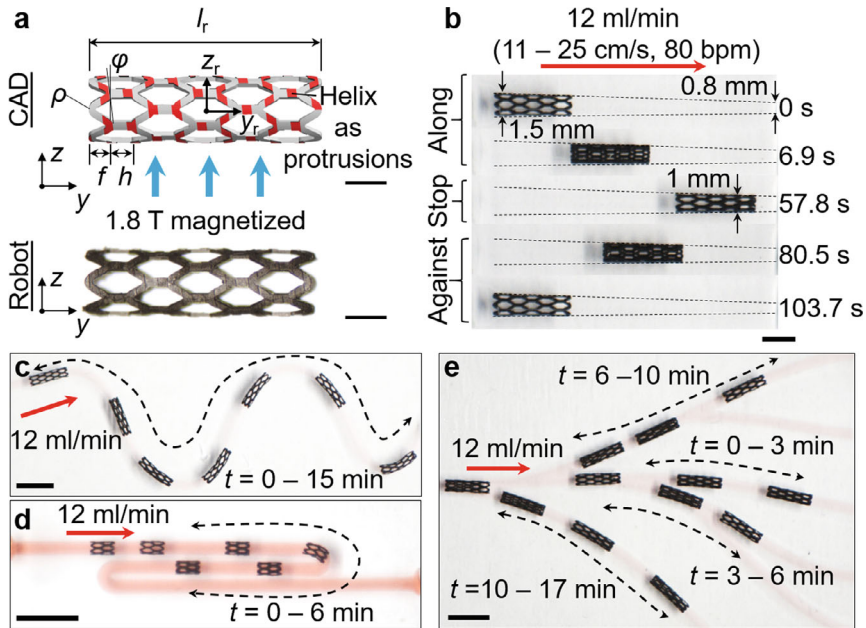 a
l_r
CAD
φ
ρ
z_r
y_r
Helix
as
protrusions
z
y
f
h
1.8 T magnetized
Robot
z
y
b
12 ml/min
(11 – 25 cm/s, 80 bpm)
Along
Stop
Against
0.8 mm
1.5 mm
1 mm
0 s
6.9 s
57.8 s
80.5 s
103.7 s
c
12 ml/min
t = 0 – 15 min
d
12 ml/min
t = 0 – 6 min
e
t = 6 –10 min
12 ml/min
t = 0 – 3 min
t = 3 – 6 min
t =10 – 17 min